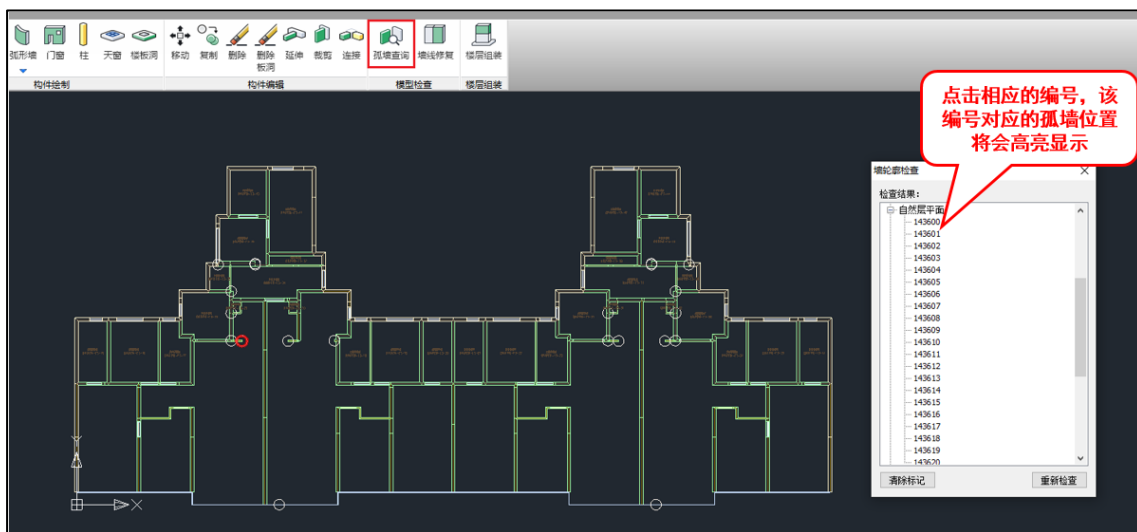 弧形墙 门窗 柱 天窗 楼板洞 移动 复制 删除 删除板洞 延伸 裁剪 连接 孤墙查询 墙线修复 楼层组装
构件绘制 构件编辑 模型检查 楼层组装
点击相应的编号，该
编号对应的孤墙位置
将会高亮显示
墙轮廓检查
检查结果：
自然层平面
143600
143601
143602
143603
143604
143605
143606
143607
143608
143609
143610
143611
143612
143613
143614
143615
143616
143617
143618
143619
143620
清除标记 重新检查
Y
X